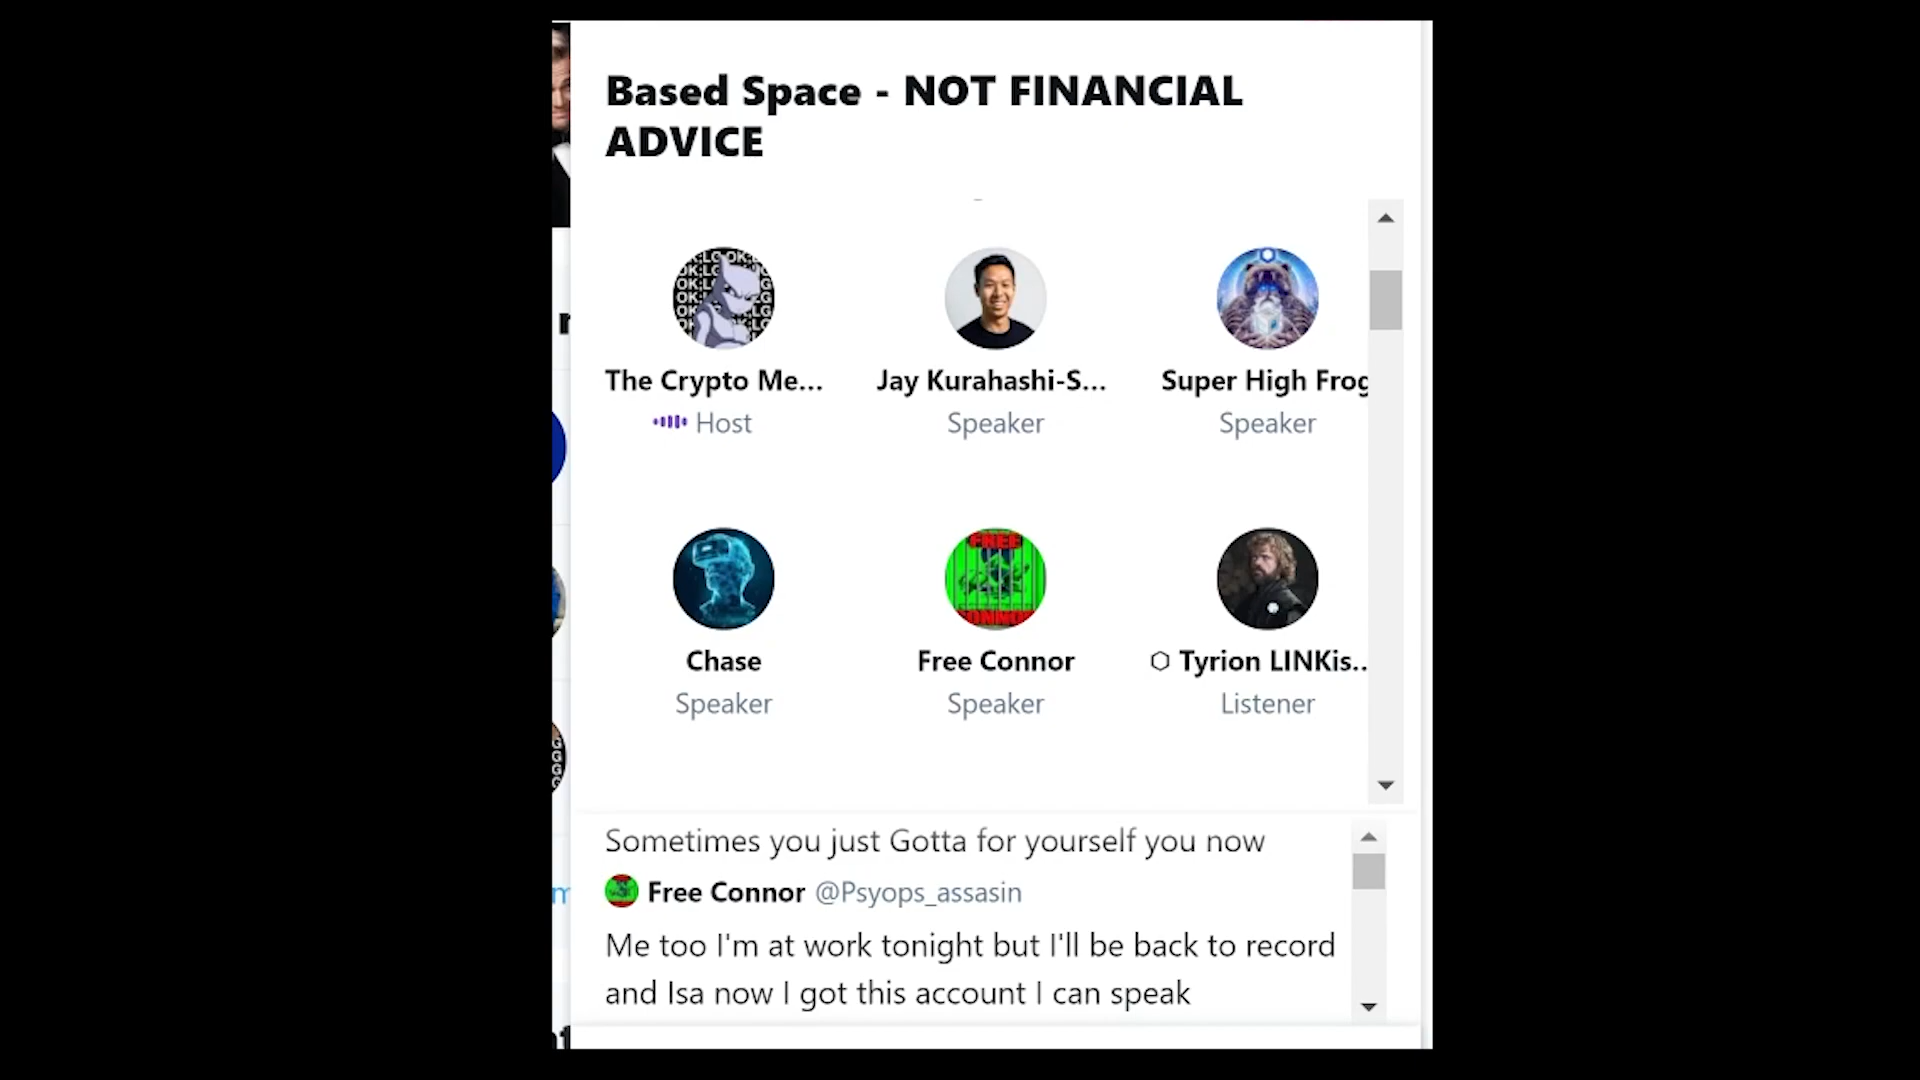 Based Space - NOT FINANCIAL
ADVICE
The Crypto Me...
Jay Kurahashi-S...
Super High Frog
Host
Speaker
Speaker
FREE
CONNOR
Chase
Free Connor
Tyrion LINKis..
Speaker
Speaker
Listener
Sometimes you just Gotta for yourself you now
Free Connor @Psyops_assasin
Me too I'm at work tonight but I'll be back to record
and Isa now I got this account I can speak